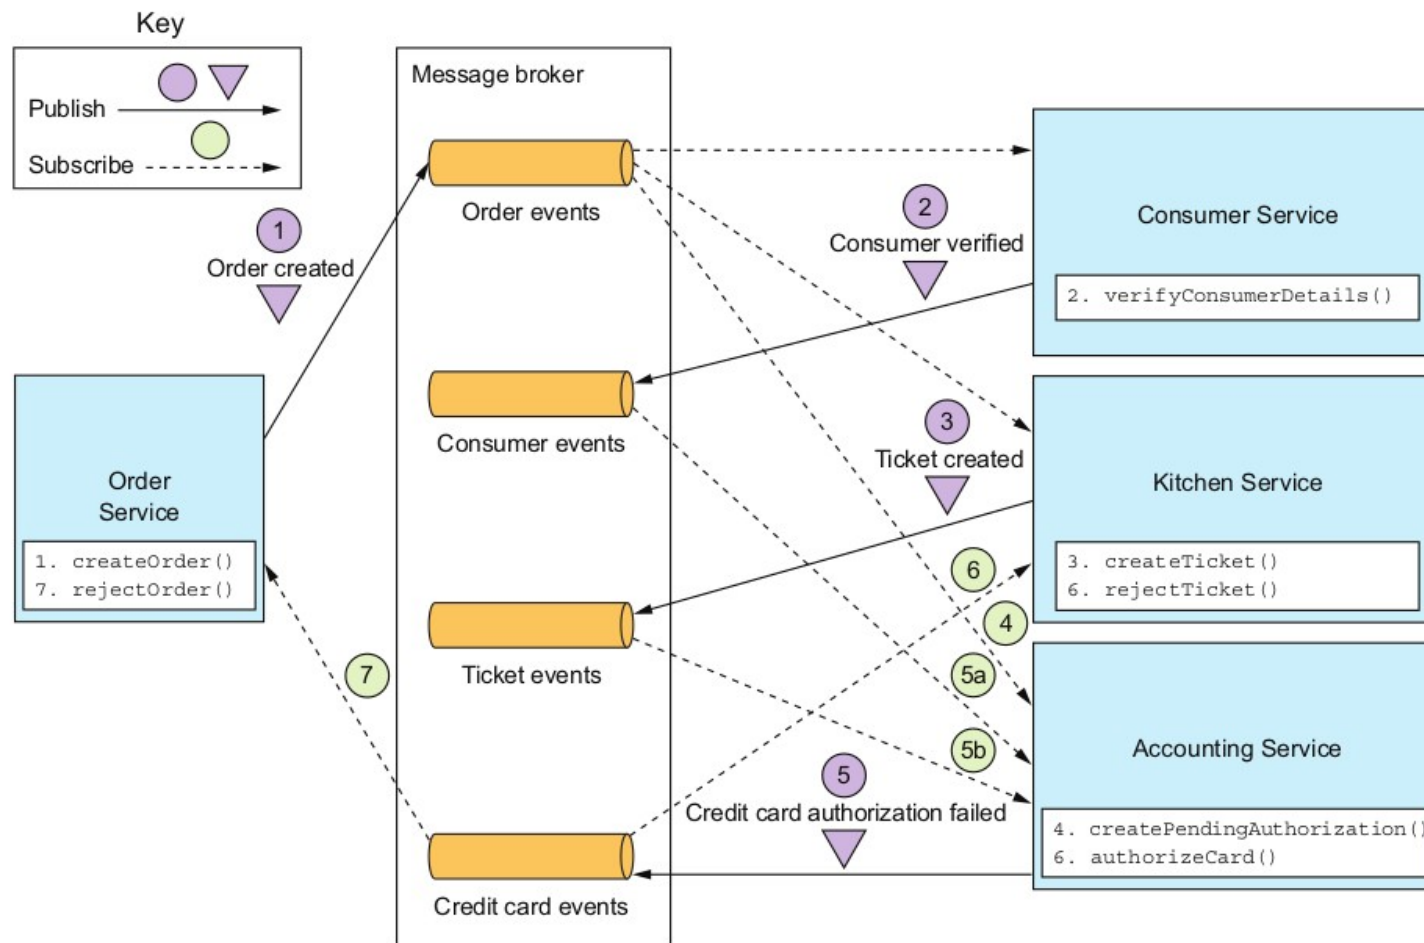 Key
Publish
Subscribe
Message broker
Order events
1
Order created
2
Consumer verified
Consumer Service
2. verifyConsumerDetails()
Consumer events
3
Ticket created
Kitchen Service
3. createTicket()
6. rejectTicket()
Order
Service
1. createOrder()
7. rejectOrder()
6
4
Ticket events
7
5a
5b
Accounting Service
4. createPendingAuthorization()
6. authorizeCard()
5
Credit card authorization failed
Credit card events